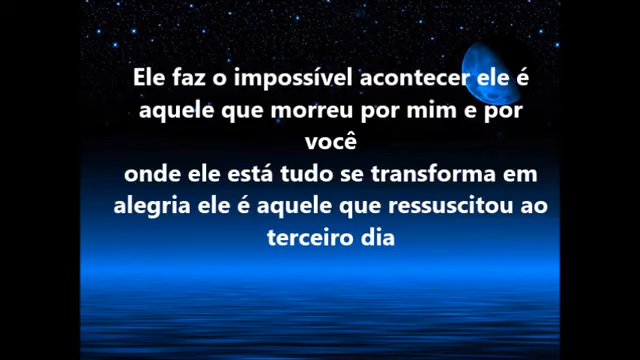 Ele faz o impossível acontecer ele é
aquele que morreu por mim e por
você
onde ele está tudo se transforma em
alegria ele é aquele que ressuscitou ao
terceiro dia